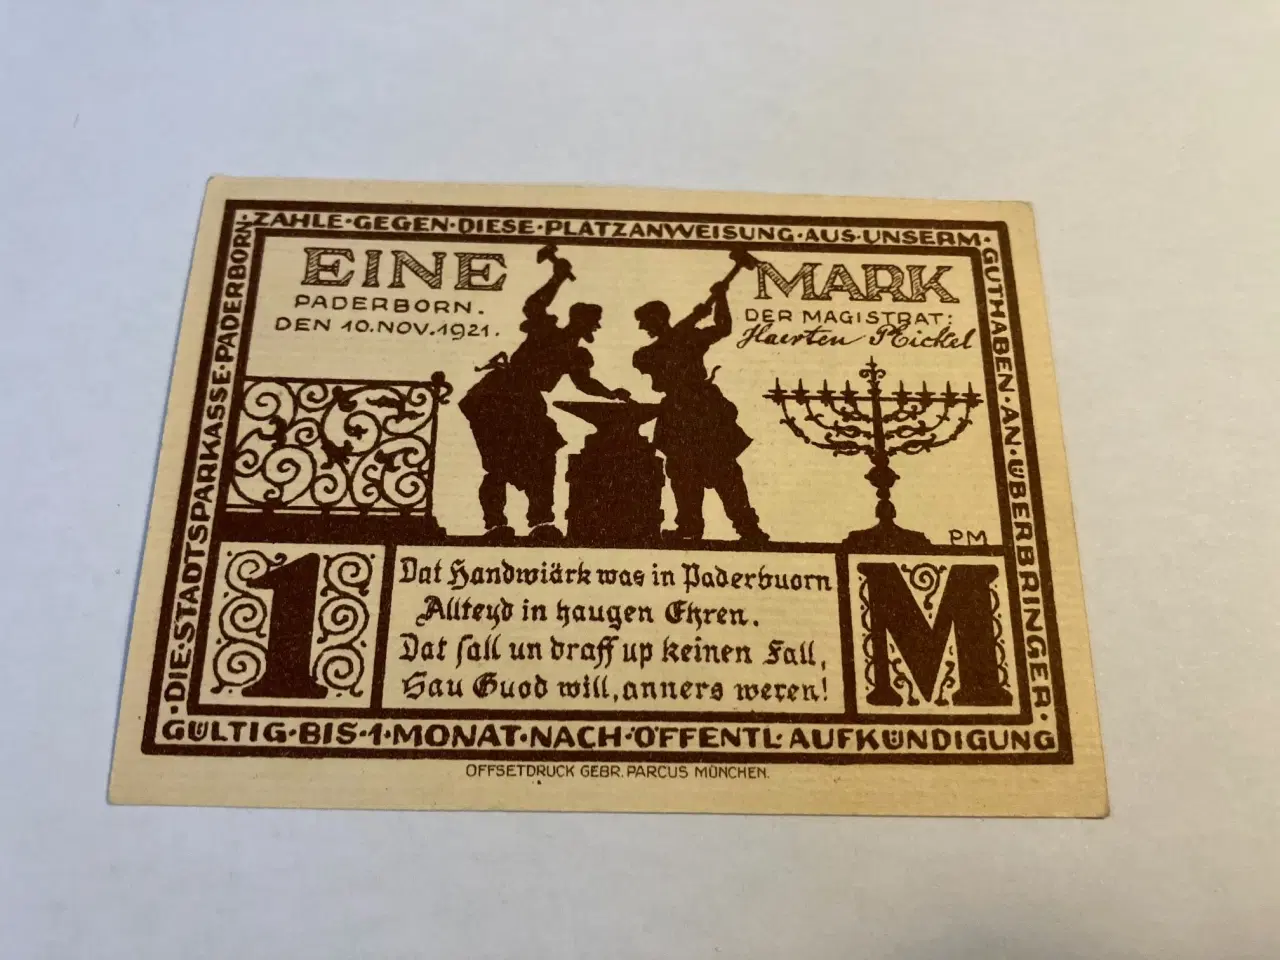 DIE·STADTSPARKASSE·PADERBORN·
ZAHLE·GEGEN·DIESE·PLATZANWEISUNG·AUS·UNSERM·
GUTHABEN·AN·ÜBERBRINGER·
EINE MARK
PADERBORN.
DEN 10.NOV.1921.
DER MAGISTRAT:
Haerten Plickel
PM
1
Dat Handwiärk was in Paderbuorn
Allteyd in haugen Ehren.
Dat sall un draff up keinen Fall,
Sau Guod will, anners weren!
M
GÜLTIG·BIS·1·MONAT·NACH·ÖFFENTL·AUFKÜNDIGUNG
OFFSETDRUCK GEBR. PARCUS MÜNCHEN.